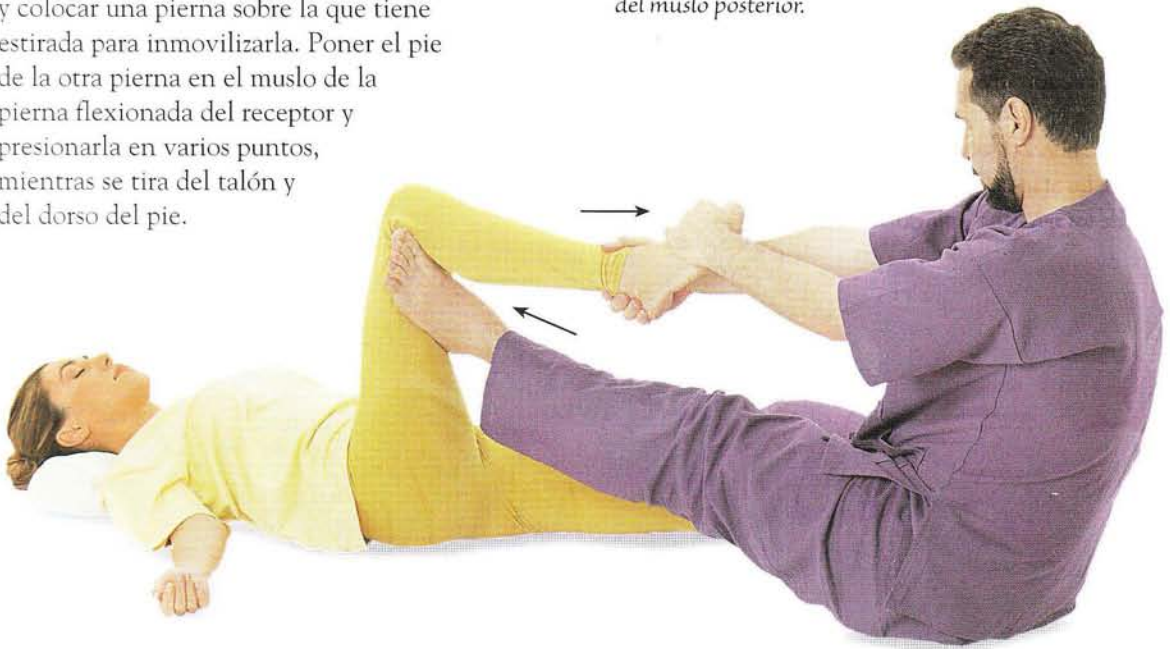 y colocar una pierna sobre la que tiene
estirada para inmovilizarla. Poner el pie
de la otra pierna en el muslo de la
pierna flexionada del receptor y
presionarla en varios puntos,
mientras se tira del talón y
del dorso del pie.
del muslo posterior.